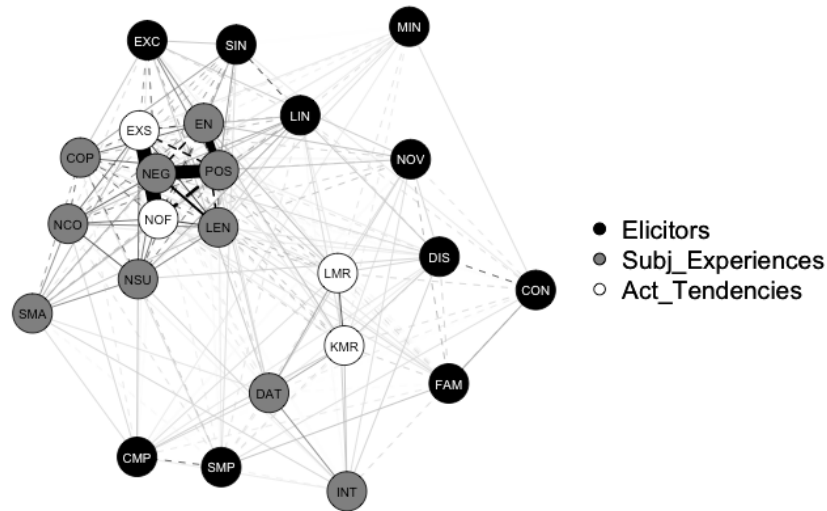 MIN
EXC
SIN
LIN
EXS
EN
COP
NEG
POS
NOV
NCO
NOF
LEN
Elicitors
DIS
Subj_Experiences
LMR
NSU
CON
Act_Tendencies
SMA
KMR
FAM
DAT
CMP
SMP
INT